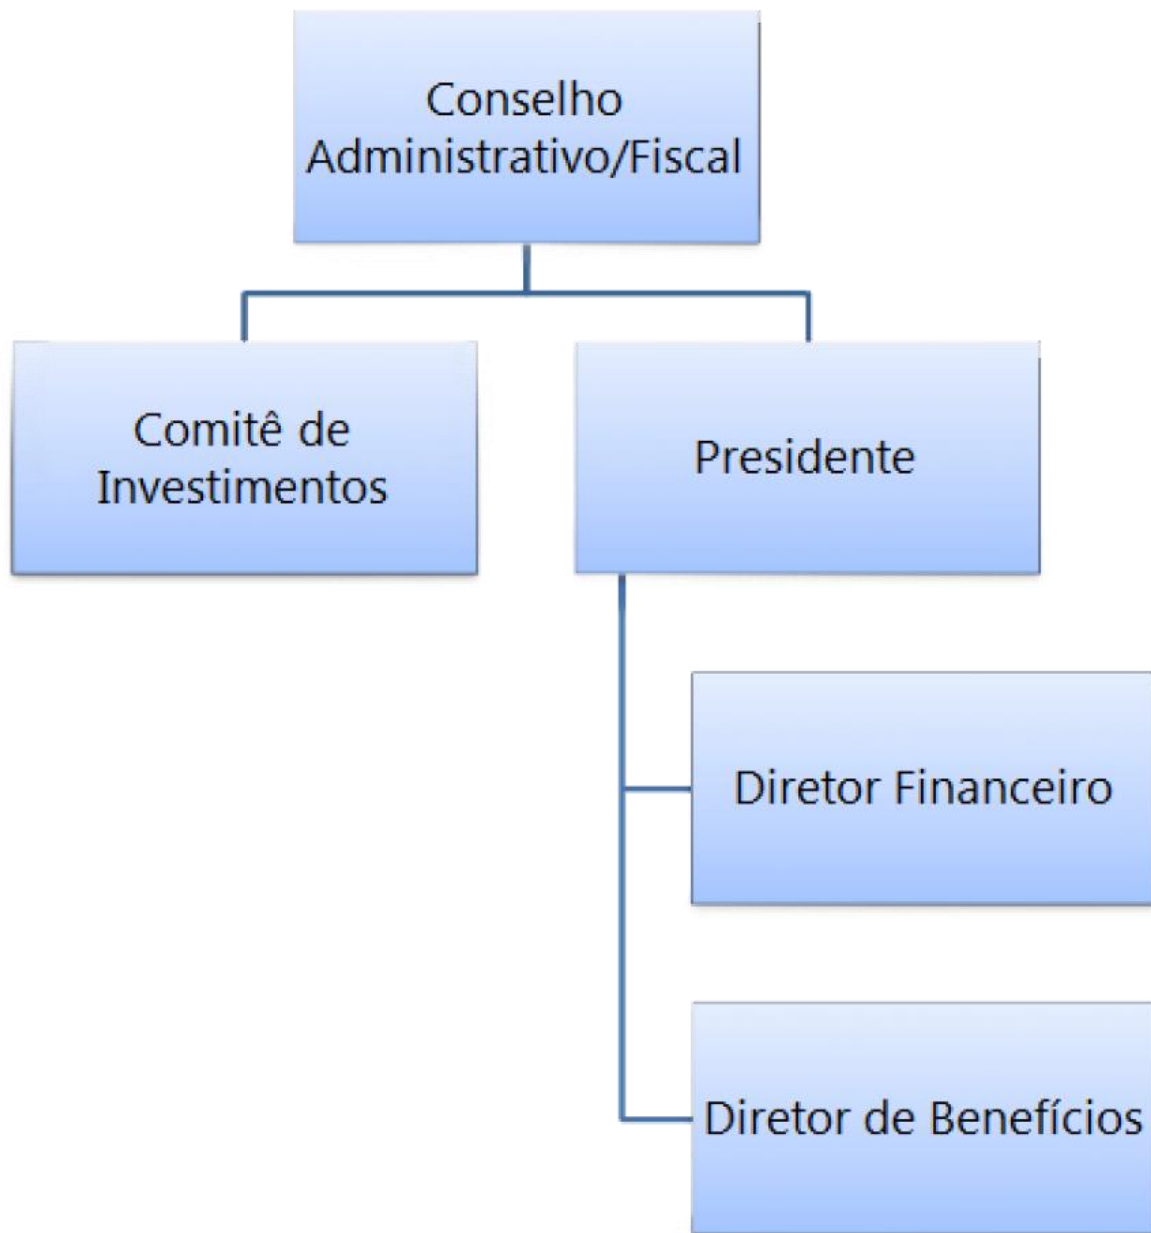 Conselho
Administrativo/Fiscal
Comitê de
Investimentos
Presidente
Diretor Financeiro
Diretor de Benefícios